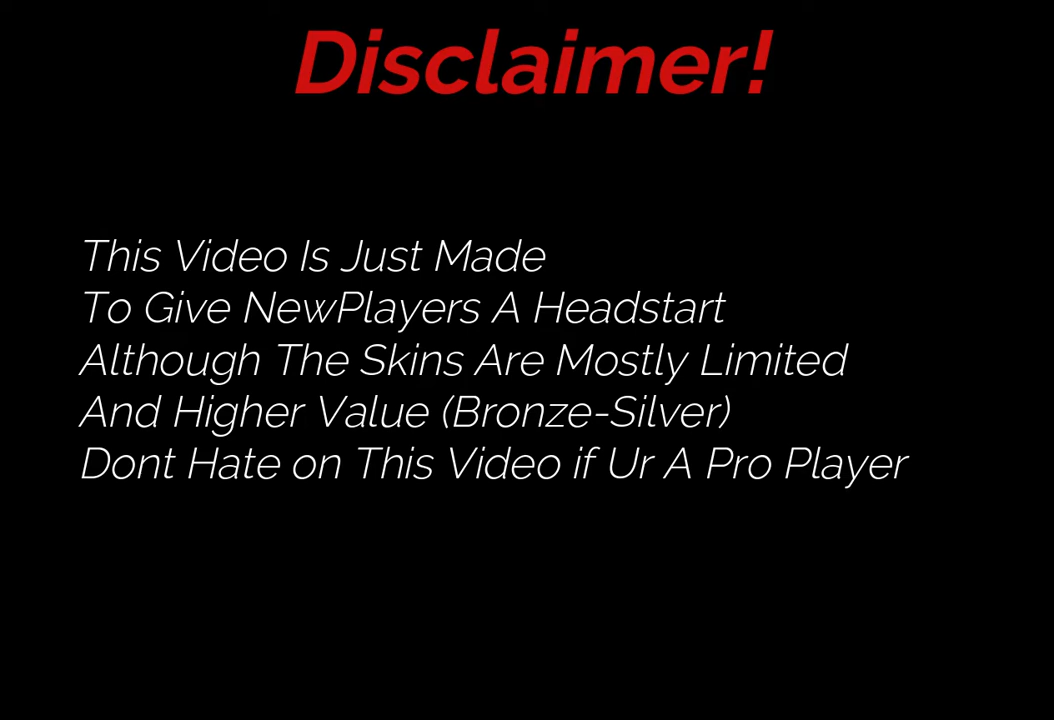 Disclaimer!
This Video Is Just Made
To Give NewPlayers A Headstart
Although The Skins Are Mostly Limited
And Higher Value (Bronze-Silver)
Dont Hate on This Video if Ur A Pro Player